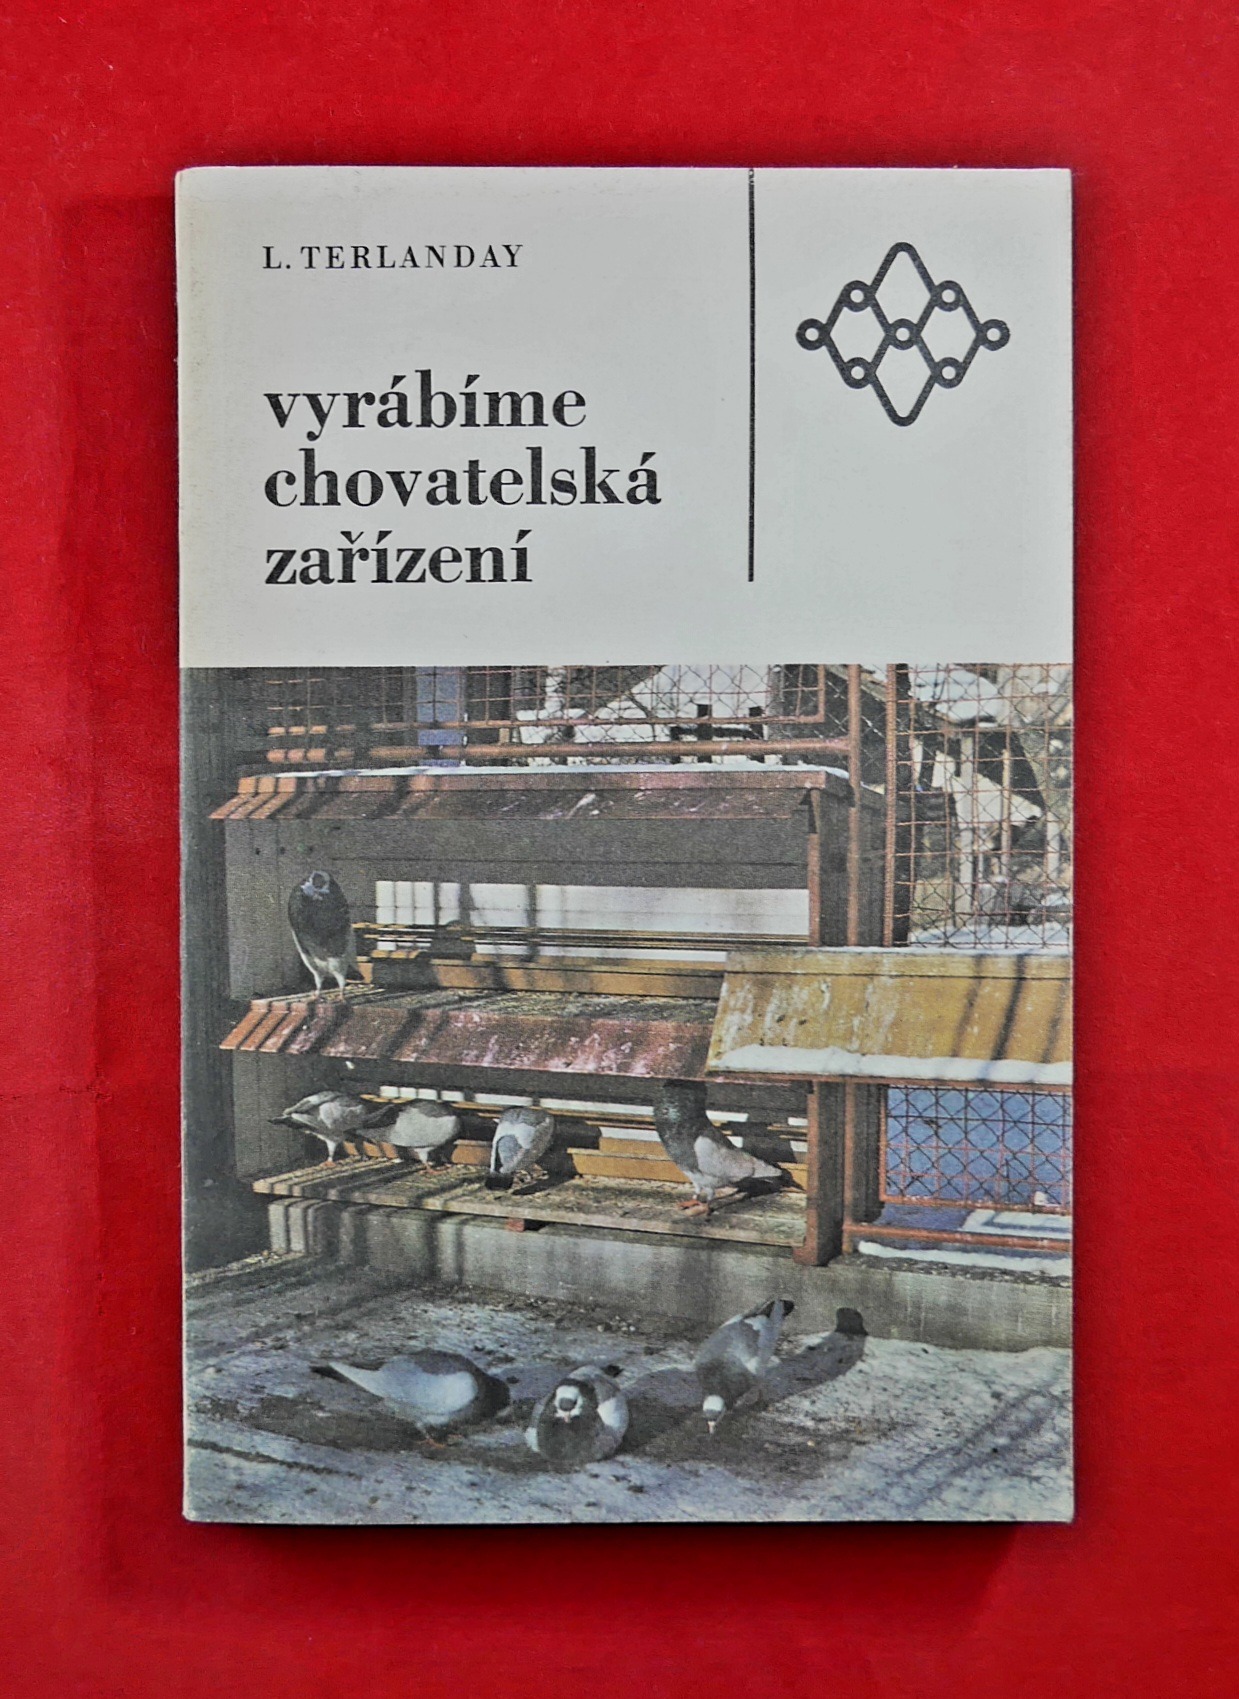 L. TERLANDAY
vyrábíme
chovatelská
zařízení